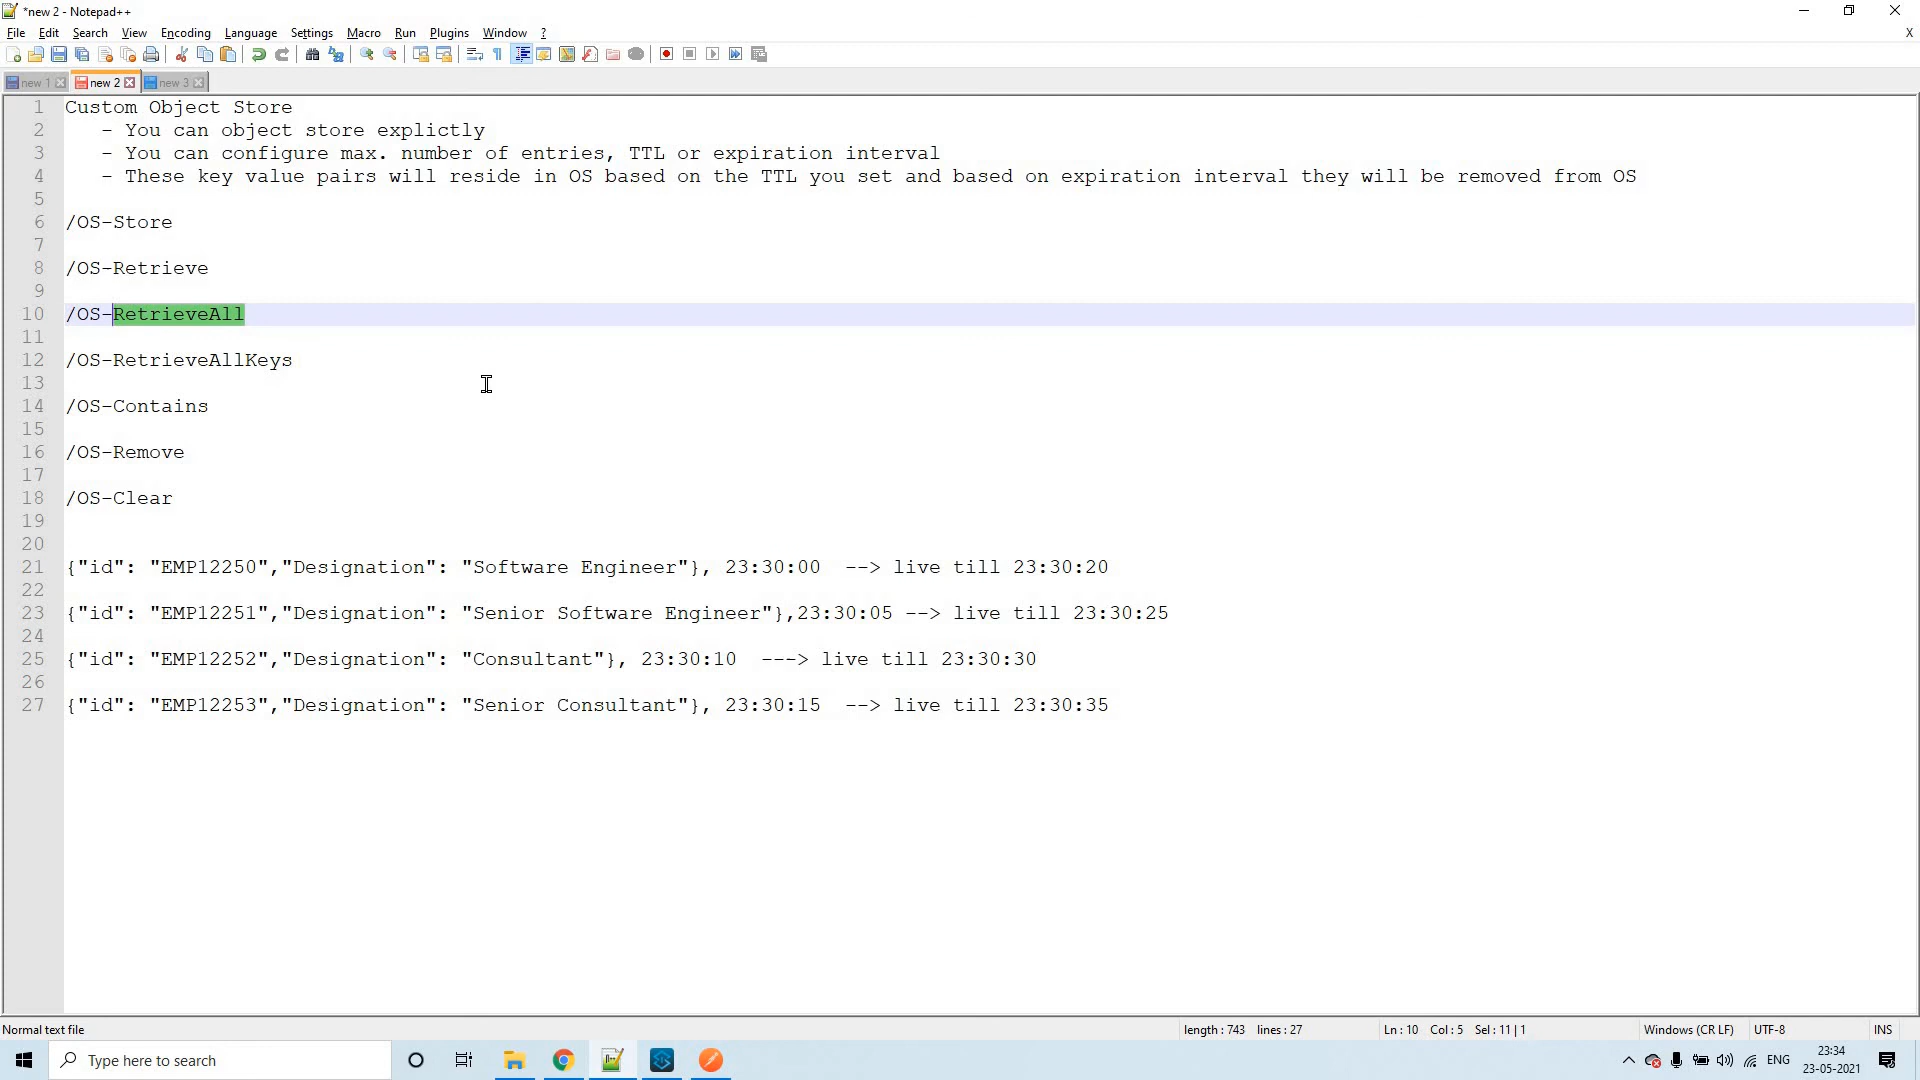 *new 2 - Notepad++
File Edit Search View Encoding Language Settings Macro Run Plugins Window ? X
new 1 new 2 new 3
1 Custom Object Store
2 - You can object store explictly
3 - You can configure max. number of entries, TTL or expiration interval
4 - These key value pairs will reside in OS based on the TTL you set and based on expiration interval they will be removed from OS
5
6 /OS-Store
7
8 /OS-Retrieve
9
10 /OS-RetrieveAll
11
12 /OS-RetrieveAllKeys
13
14 /OS-Contains
15
16 /OS-Remove
17
18 /OS-Clear
19
20
21 {"id": "EMP12250","Designation": "Software Engineer"}, 23:30:00 --> live till 23:30:20
22
23 {"id": "EMP12251","Designation": "Senior Software Engineer"},23:30:05 --> live till 23:30:25
24
25 {"id": "EMP12252","Designation": "Consultant"}, 23:30:10 ---> live till 23:30:30
26
27 {"id": "EMP12253","Designation": "Senior Consultant"}, 23:30:15 --> live till 23:30:35
Normal text file length : 743 lines : 27 Ln : 10 Col : 5 Sel : 11 | 1 Windows (CR LF) UTF-8 INS
Type here to search ENG 23:34
23-05-2021